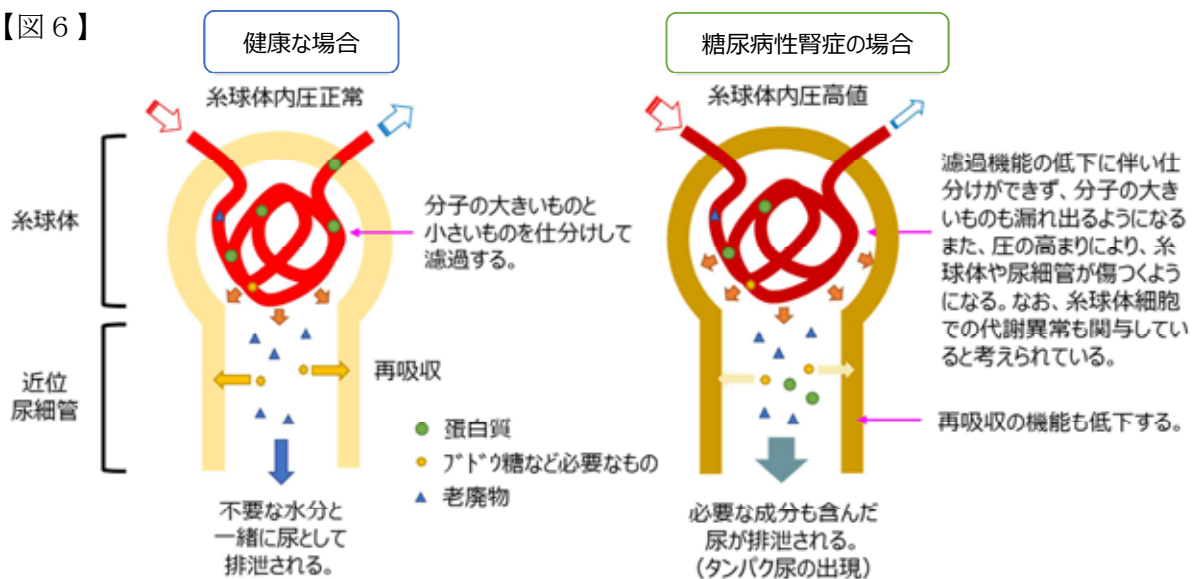 【図６】
健康な場合
糖尿病性腎症の場合
糸球体内圧正常
糸球体内圧高値
糸球体
分子の大きいものと
小さいものを仕分けして
濾過する。
濾過機能の低下に伴い仕
分けができず、分子の大き
いものも漏れ出るようになる
また、圧の高まりにより、糸
球体や尿細管が傷つくよう
になる。なお、糸球体細胞
での代謝異常も関与してい
ると考えられている。
近位
尿細管
再吸収
再吸収の機能も低下する。
蛋白質
ﾌﾞﾄﾞｳ糖など必要なもの
老廃物
不要な水分と
一緒に尿として
排泄される。
必要な成分も含んだ
尿が排泄される。
（タンパク尿の出現）